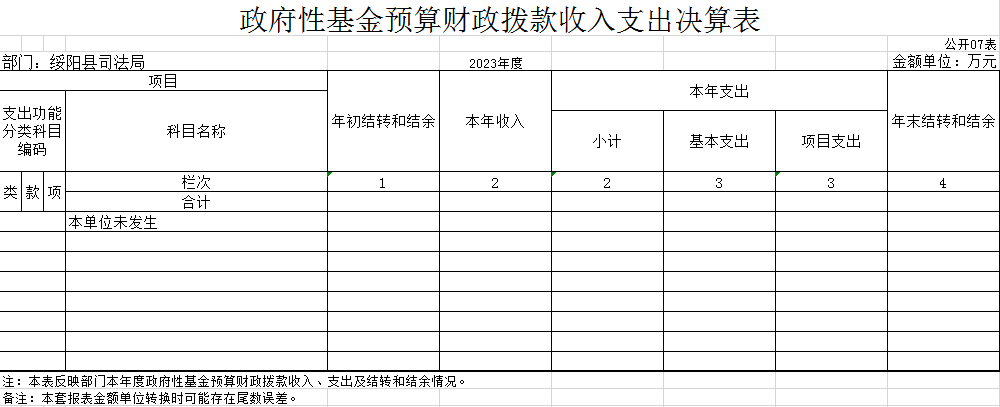 政府性基金预算财政拨款收入支出决算表
公开07表
部门：绥阳县司法局 2023年度 金额单位：万元
项目 年初结转和结余 本年收入 本年支出 年末结转和结余
支出功能
分类科目
编码
科目名称 小计 基本支出 项目支出
类 款 项 栏次 1 2 2 3 3 4
合计
本单位未发生
注：本表反映部门本年度政府性基金预算财政拨款收入、支出及结转和结余情况。
备注：本套报表金额单位转换时可能存在尾数误差。